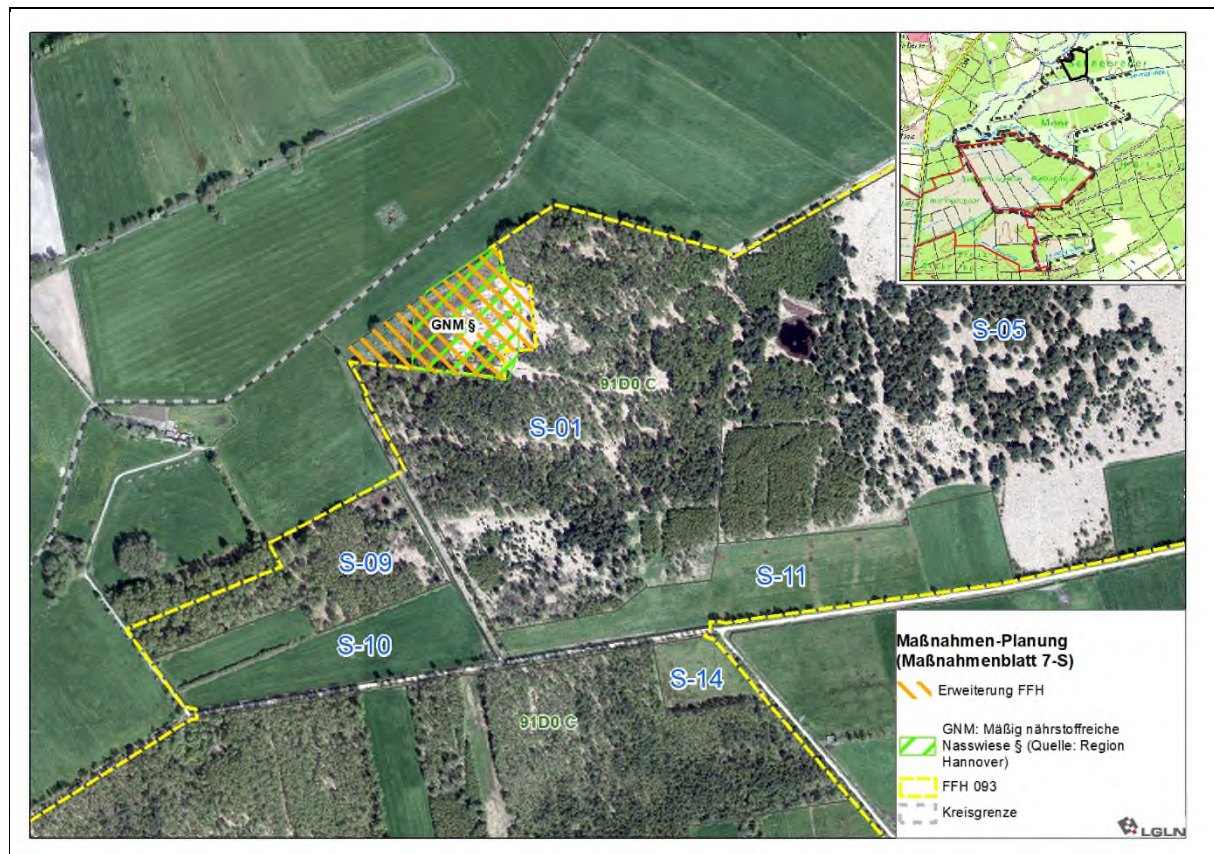 Moor
GNM §
S-05
91D0 C
S-01
S-09
S-11
S-10
S-14
91D0 C
Maßnahmen-Planung
(Maßnahmenblatt 7-S)
Erweiterung FFH
GNM: Mäßig nährstoffreiche
Nasswiese § (Quelle: Region
Hannover)
FFH 093
Kreisgrenze
LGLN